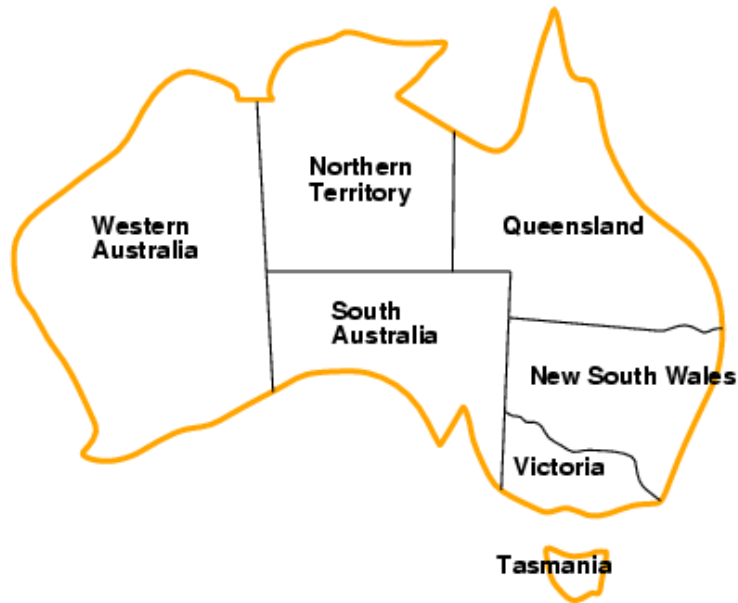 Northern
Territory
Western
Australia
Queensland
South
Australia
New South Wales
Victoria
Tasmania